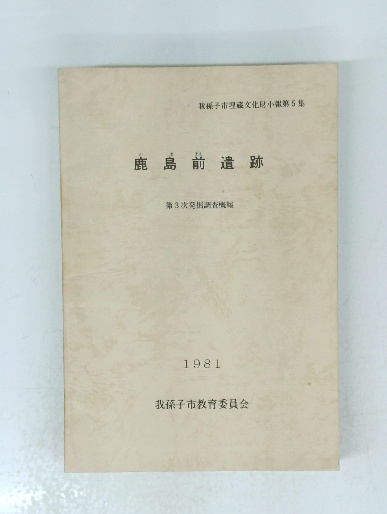 我孫子市埋蔵文化財小報第5集
鹿島前遺跡
第3次発掘調査概報
1981
我孫子市教育委員会